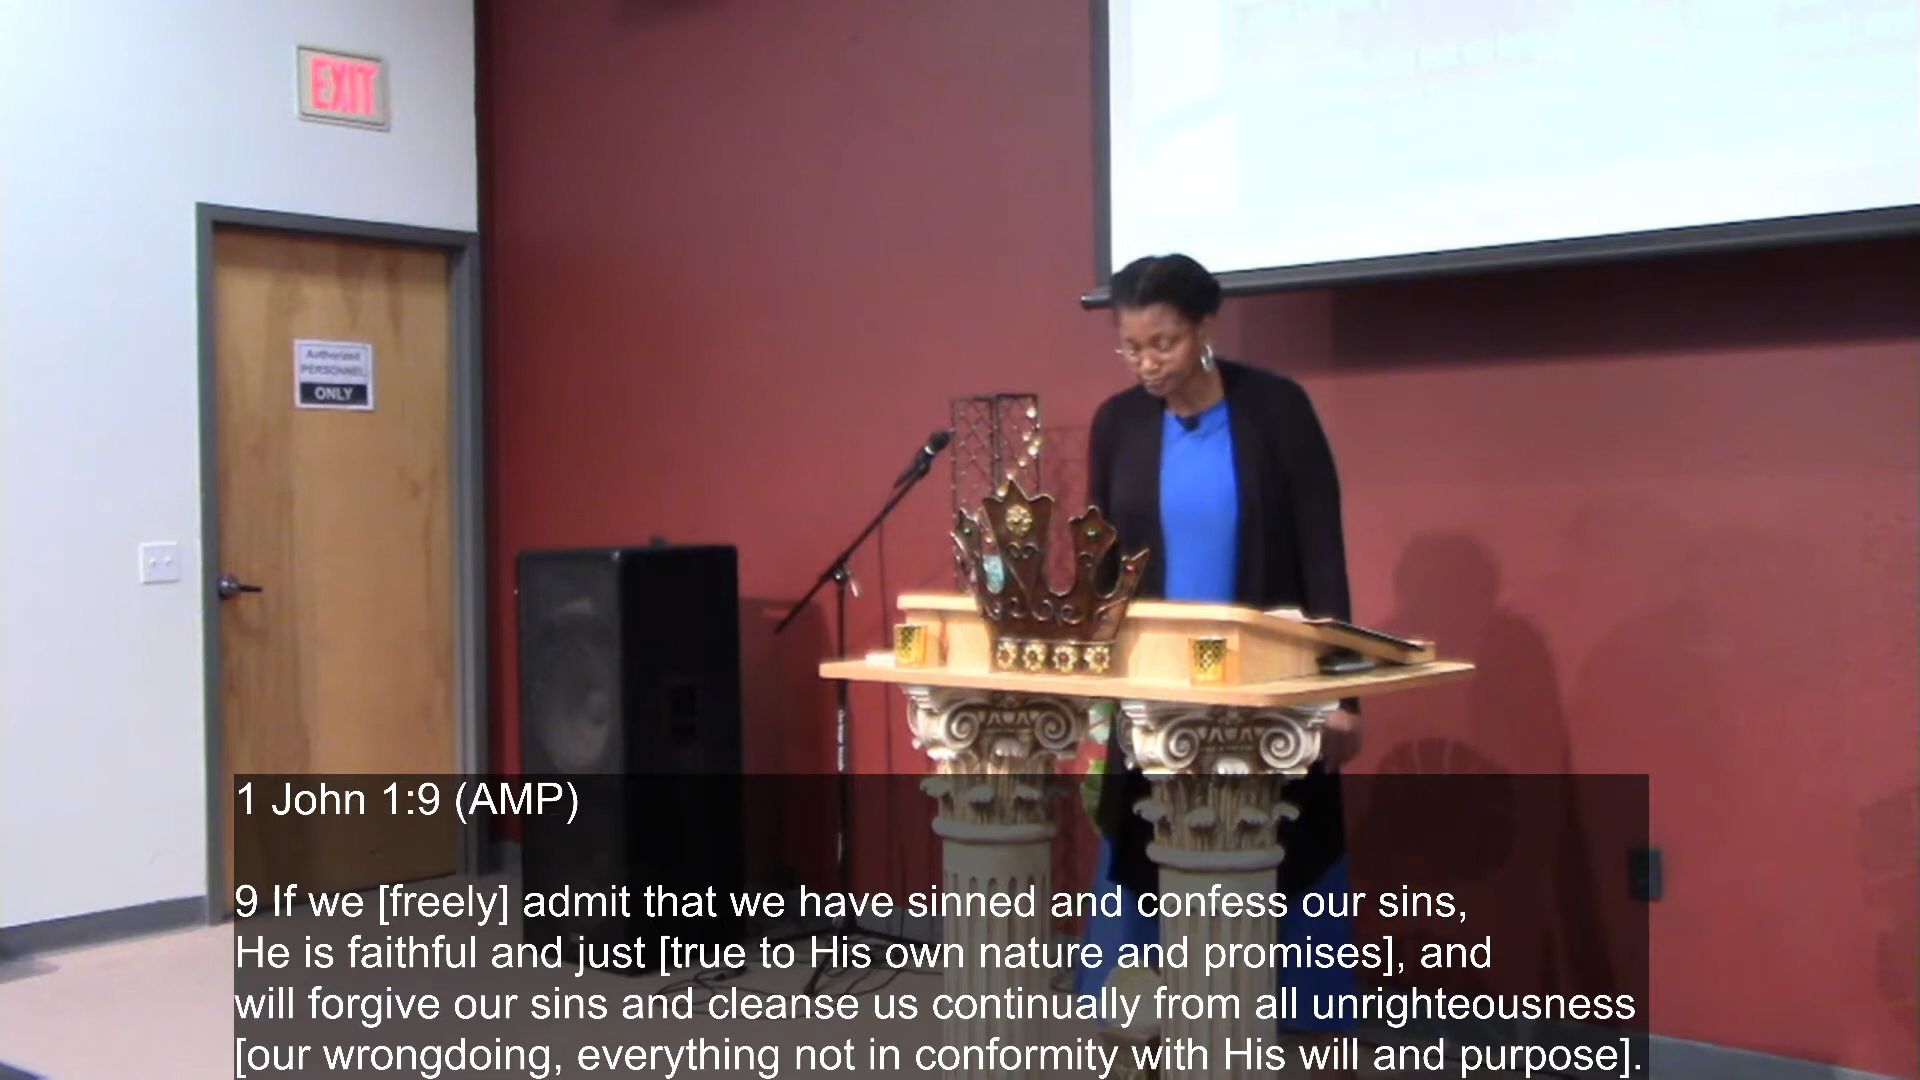 EXIT
Authorized
PERSONNEL
ONLY
1 John 1:9 (AMP)
9 If we [freely] admit that we have sinned and confess our sins,
He is faithful and just [true to His own nature and promises], and
will forgive our sins and cleanse us continually from all unrighteousness
[our wrongdoing, everything not in conformity with His will and purpose].